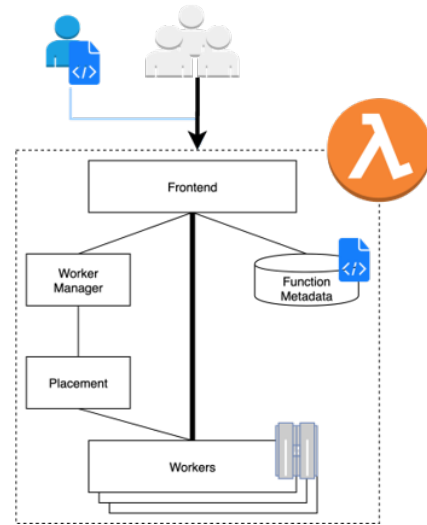 </>
λ
Frontend
Worker
Manager
</>
Function
Metadata
Placement
Workers